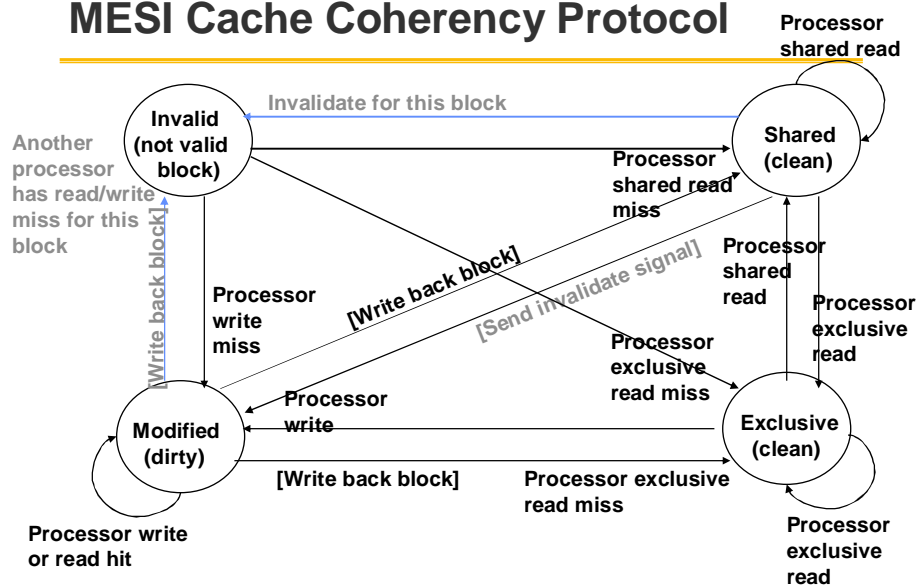 MESI Cache Coherency Protocol
Processor
shared read
Invalidate for this block
Invalid
(not valid
block)
Shared
(clean)
Another
processor
has read/write
miss for this
block
Processor
shared read
miss
[Write back block]
Processor
write
miss
[Write back block]
[Send invalidate signal]
Processor
shared
read
Processor
exclusive
read
Processor
exclusive
read miss
Processor
write
Modified
(dirty)
Exclusive
(clean)
[Write back block]
Processor exclusive
read miss
Processor write
or read hit
Processor
exclusive
read